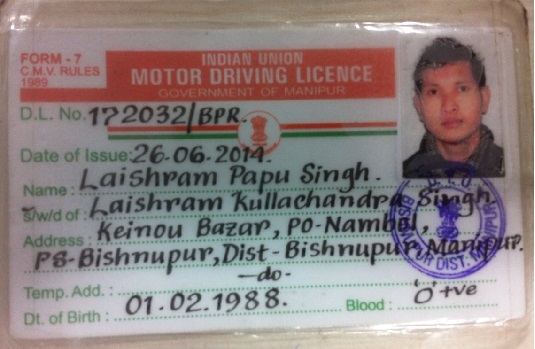 FORM - 7
C.M.V. RULES
1989
INDIAN UNION
MOTOR DRIVING LICENCE
GOVERNMENT OF MANIPUR
D.L. No. 172032/BPR.
Date of Issue: 26.06.2014.
Name : Laishram Papu Singh.
s/w/d of : Laishram Kullachandra Singh.
Address : Keinou Bazar, PO-Nambol,
PS-Bishnupur, Dist-Bishnupur, Manipur.
Temp. Add. : -do-
Dt. of Birth : 01.02.1988.
Blood : 'O'+ve
D.T.O
BISHNUPUR DIST: MANIPUR